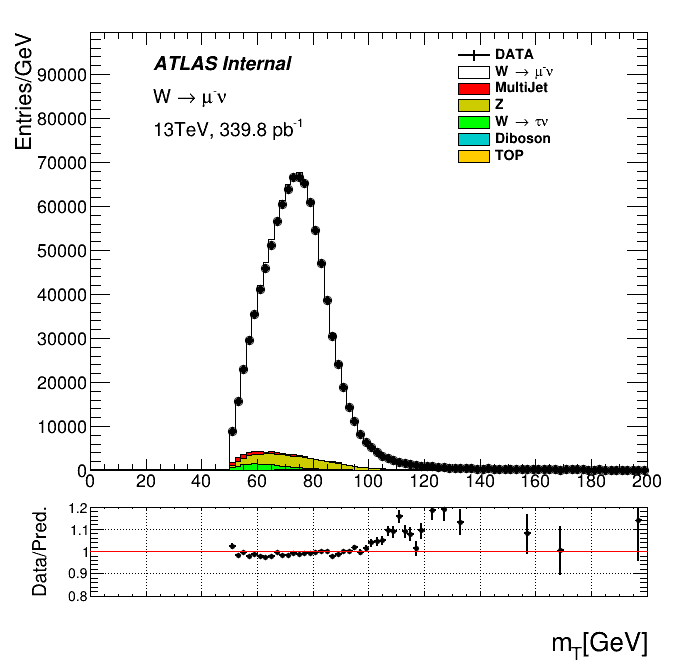 Entries/GeV
90000
80000
70000
60000
50000
40000
30000
20000
10000
0
ATLAS Internal
W → μ⁻ν
13TeV, 339.8 pb⁻¹
DATA
W → μ⁻ν
MultiJet
Z
W → τν
Diboson
TOP
0 20 40 60 80 100 120 140 160 180 200
Data/Pred.
1.2
1.1
1
0.9
0.8
m_T[GeV]